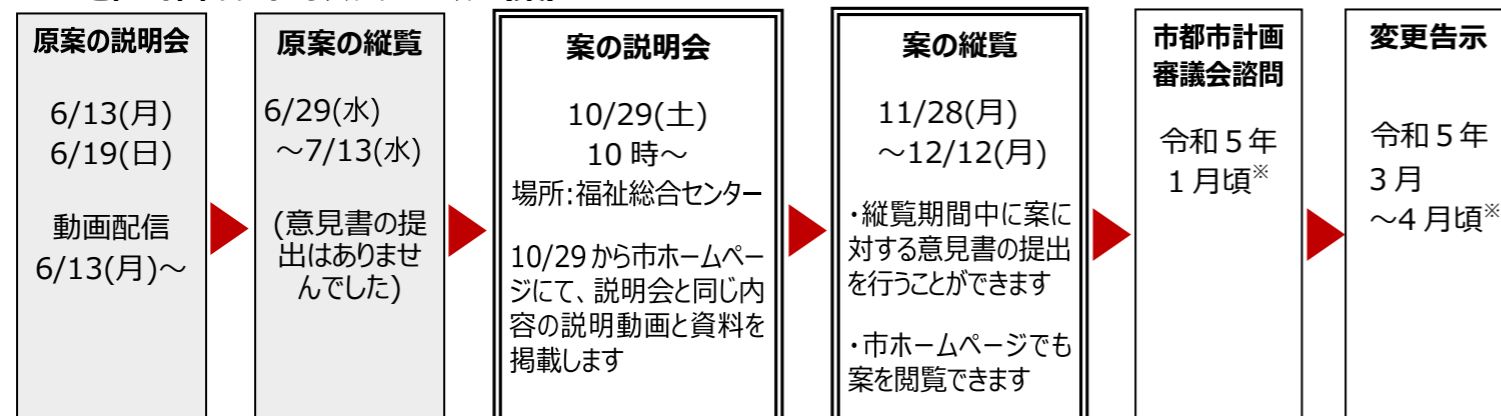 原案の説明会
6/13(月)
6/19(日)
動画配信
6/13(月)～
原案の縦覧
6/29(水)
～7/13(水)
(意見書の提
出はありませ
んでした)
案の説明会
10/29(土)
10 時～
場所:福祉総合センター
10/29 から市ホームペー
ジにて、説明会と同じ内
容の説明動画と資料を
掲載します
案の縦覧
11/28(月)
～12/12(月)
・縦覧期間中に案に
対する意見書の提出
を行うことができます
・市ホームページでも
案を閲覧できます
市都市計画
審議会諮問
令和５年
１月頃※
変更告示
令和５年
３月
～４月頃※